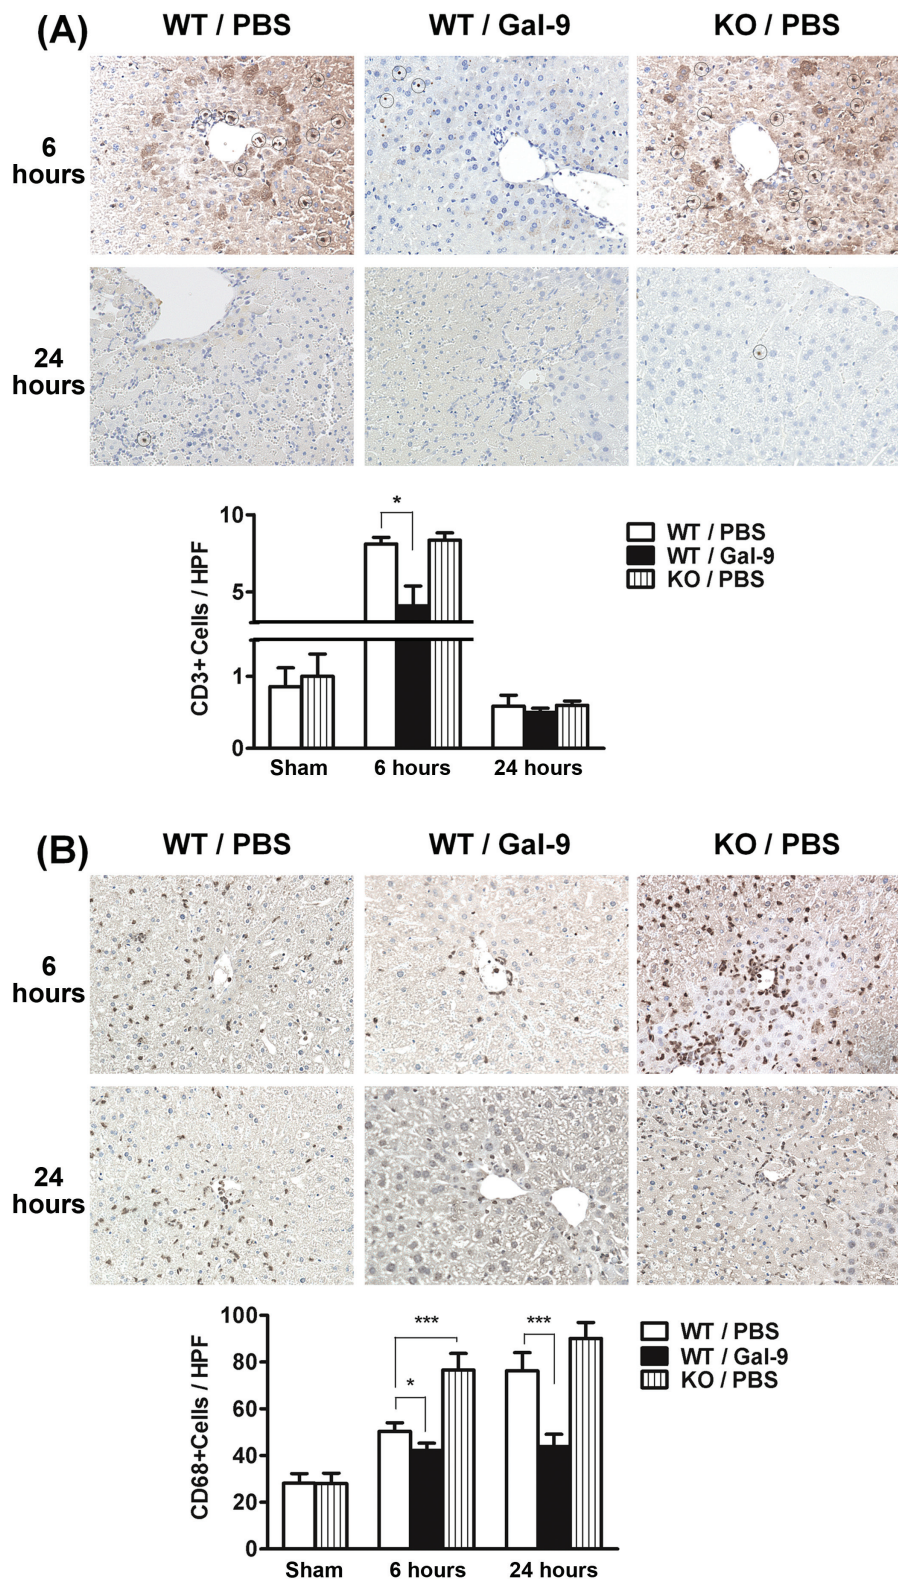 (A)
WT / PBS
WT / Gal-9
KO / PBS
6
hours
24
hours
*
10
5
1
0
CD3+Cells / HPF
Sham
6 hours
24 hours
WT / PBS
WT / Gal-9
KO / PBS
(B)
WT / PBS
WT / Gal-9
KO / PBS
6
hours
24
hours
***
*
***
100
80
60
40
20
0
CD68+Cells / HPF
Sham
6 hours
24 hours
WT / PBS
WT / Gal-9
KO / PBS